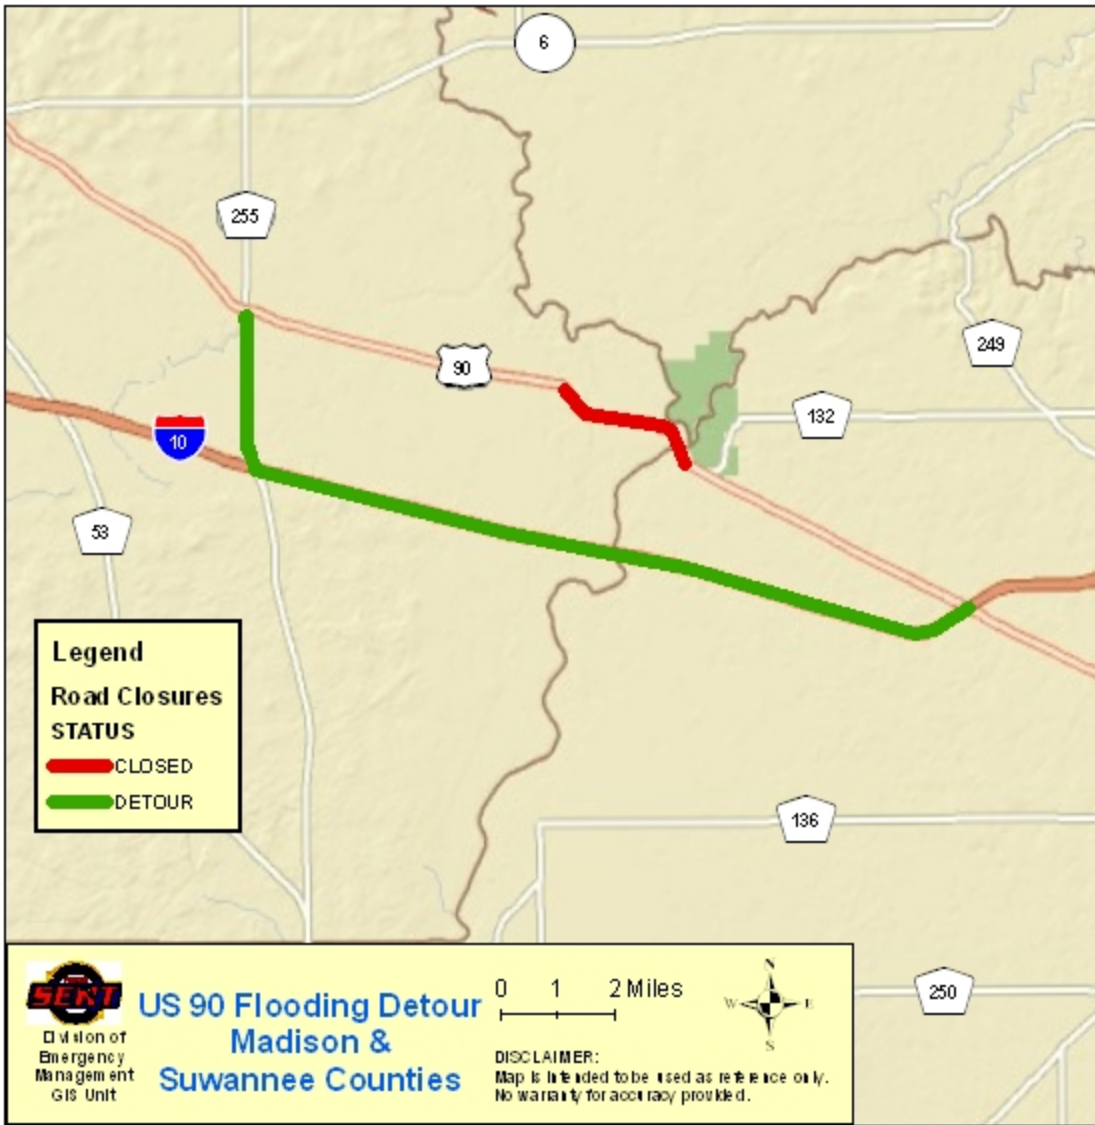 6
255
90
249
132
10
53
Legend
Road Closures
STATUS
CLOSED
DETOUR
136
250
SERT
Division of
Emergency
Management
GIS Unit
US 90 Flooding Detour
Madison &
Suwannee Counties
0 1 2 Miles
N
W E
S
DISCLAIMER:
Map is intended to be used as reference only.
No warranty for accuracy provided.